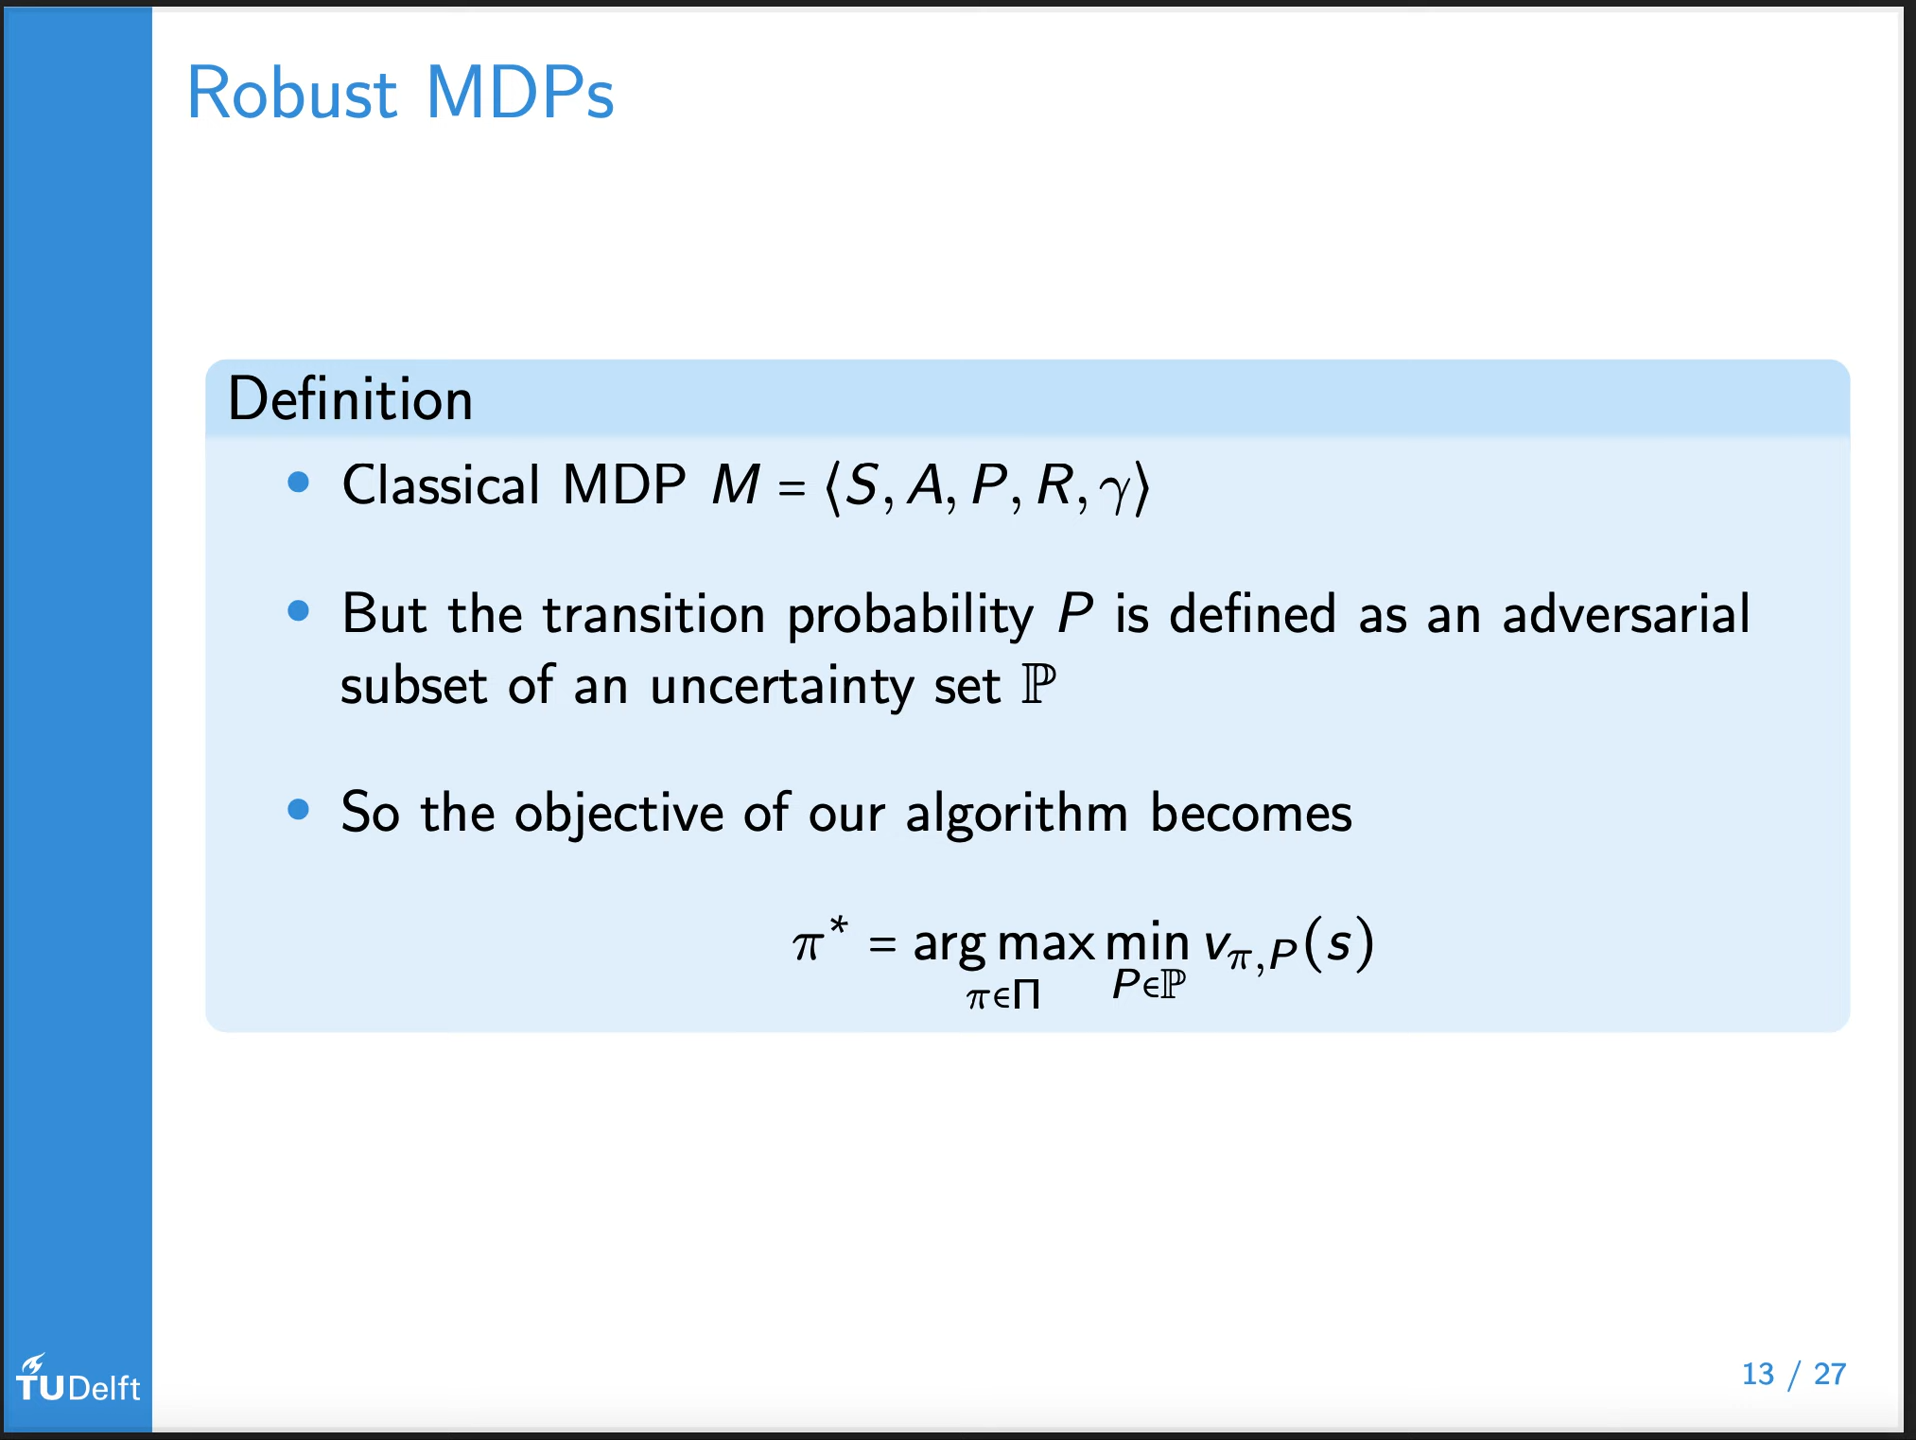 Robust MDPs
Definition
• Classical MDP M = ⟨S, A, P, R, γ⟩
• But the transition probability P is defined as an adversarial
subset of an uncertainty set ℙ
• So the objective of our algorithm becomes
π* = arg max min v_{π,P}(s)
π∈Π P∈ℙ
TUDelft
13 / 27